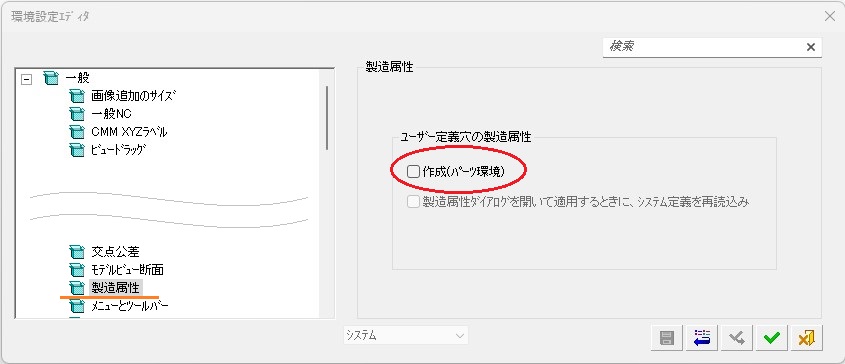 環境設定ｴﾃﾞｨﾀ
検索
一般
画像追加のｻｲｽﾞ
一般NC
CMM XYZﾗﾍﾞﾙ
ﾋﾞｭｰﾄﾞﾗｯｸﾞ
交点公差
ﾓﾃﾞﾙﾋﾞｭｰ断面
製造属性
ﾒﾆｭｰとﾂｰﾙﾊﾞｰ
製造属性
ﾕｰｻﾞｰ定義穴の製造属性
作成(ﾊﾟｰﾂ環境)
製造属性ﾀﾞｲｱﾛｸﾞを開いて適用するときに、ｼｽﾃﾑ定義を再読込み
ｼｽﾃﾑ